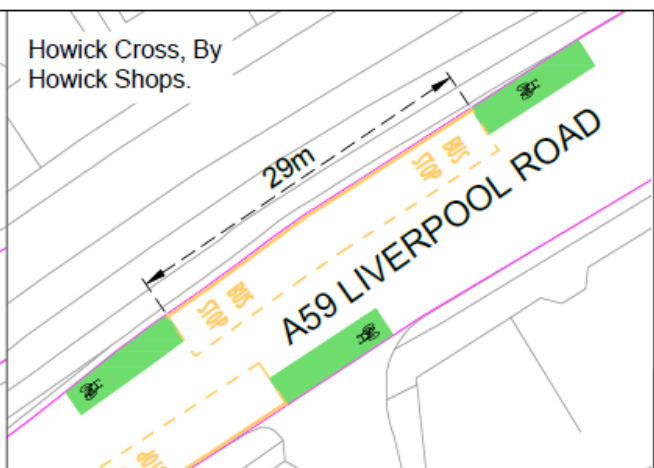 Howick Cross, By
Howick Shops.
29m
BUS STOP
A59 LIVERPOOL ROAD
BUS STOP